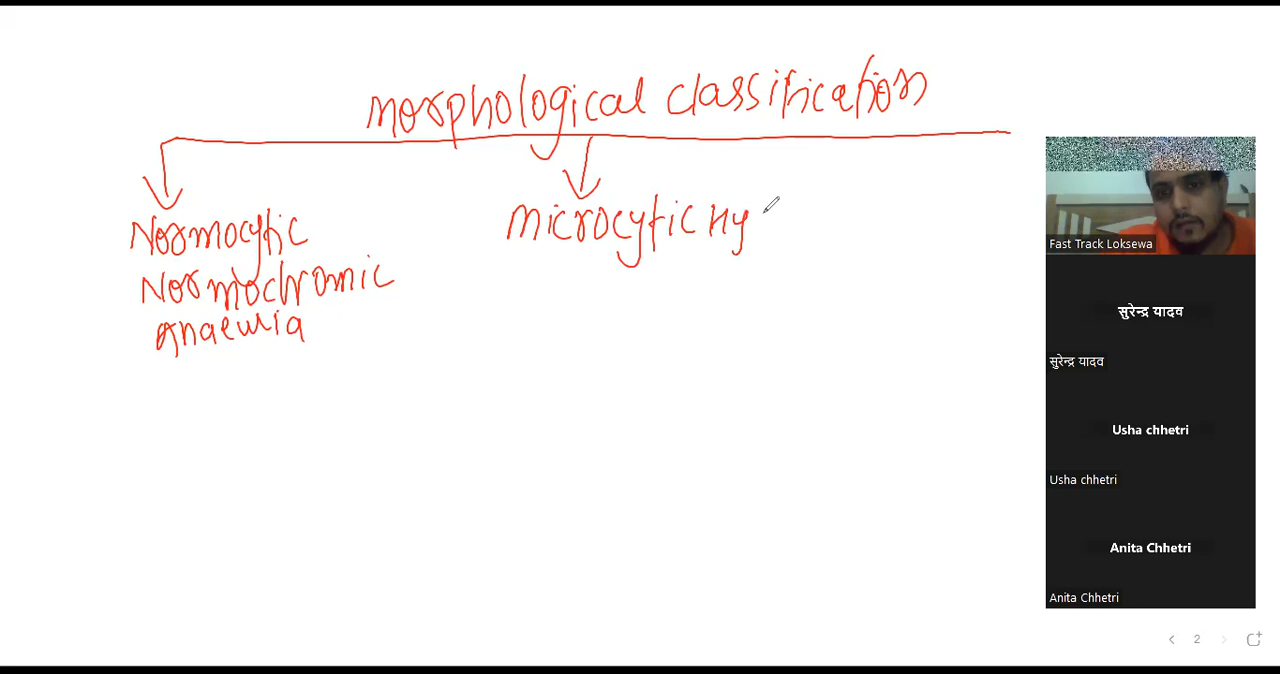 Morphological classification
Normocytic
Normochromic
Anaemia
Microcytic Hy
Fast Track Loksewa
सुरेन्द्र यादव
सुरेन्द्र यादव
Usha chhetri
Usha chhetri
Anita Chhetri
Anita Chhetri
2